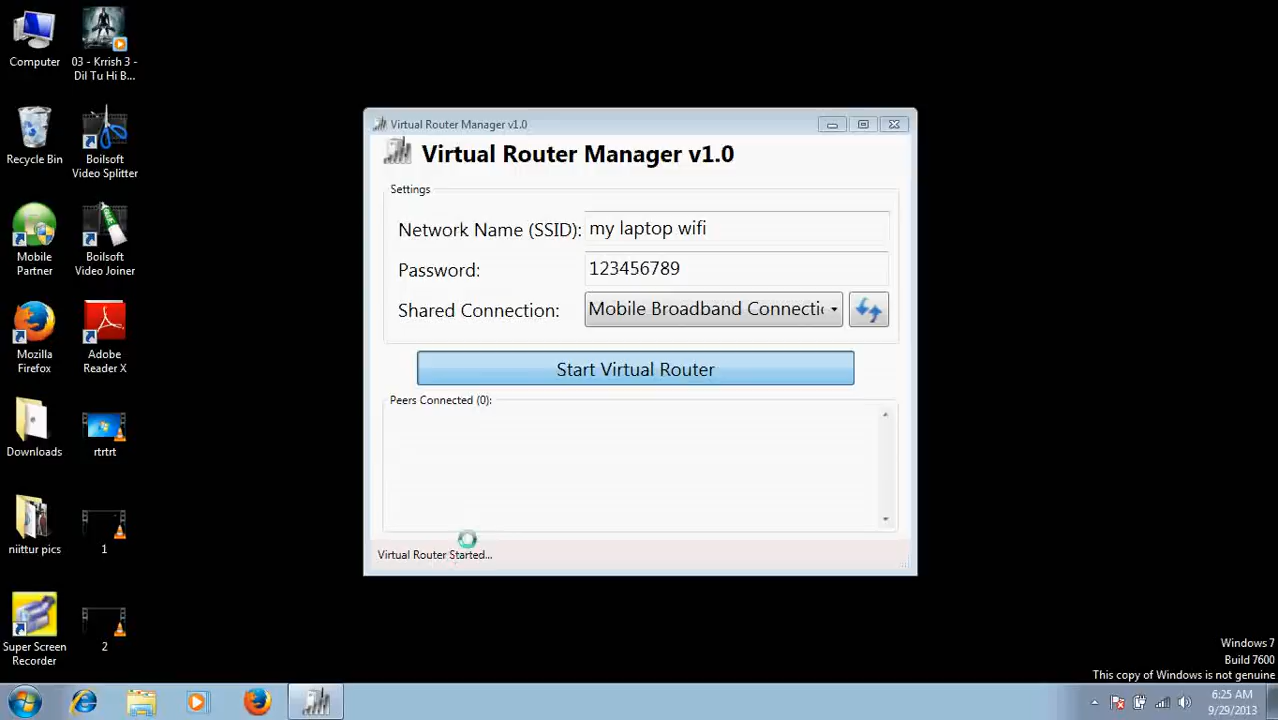 Computer
03 - Krrish 3 -
Dil Tu Hi B...
Recycle Bin
Boilsoft
Video Splitter
Mobile
Partner
Boilsoft
Video Joiner
Mozilla
Firefox
Adobe
Reader X
Downloads
rtrtrt
niittur pics
1
Super Screen
Recorder
2
Virtual Router Manager v1.0
Virtual Router Manager v1.0
Settings
Network Name (SSID):
my laptop wifi
Password:
123456789
Shared Connection:
Mobile Broadband Connecti
Start Virtual Router
Peers Connected (0):
Virtual Router Started...
Windows 7
Build 7600
This copy of Windows is not genuine
6:25 AM
9/29/2013